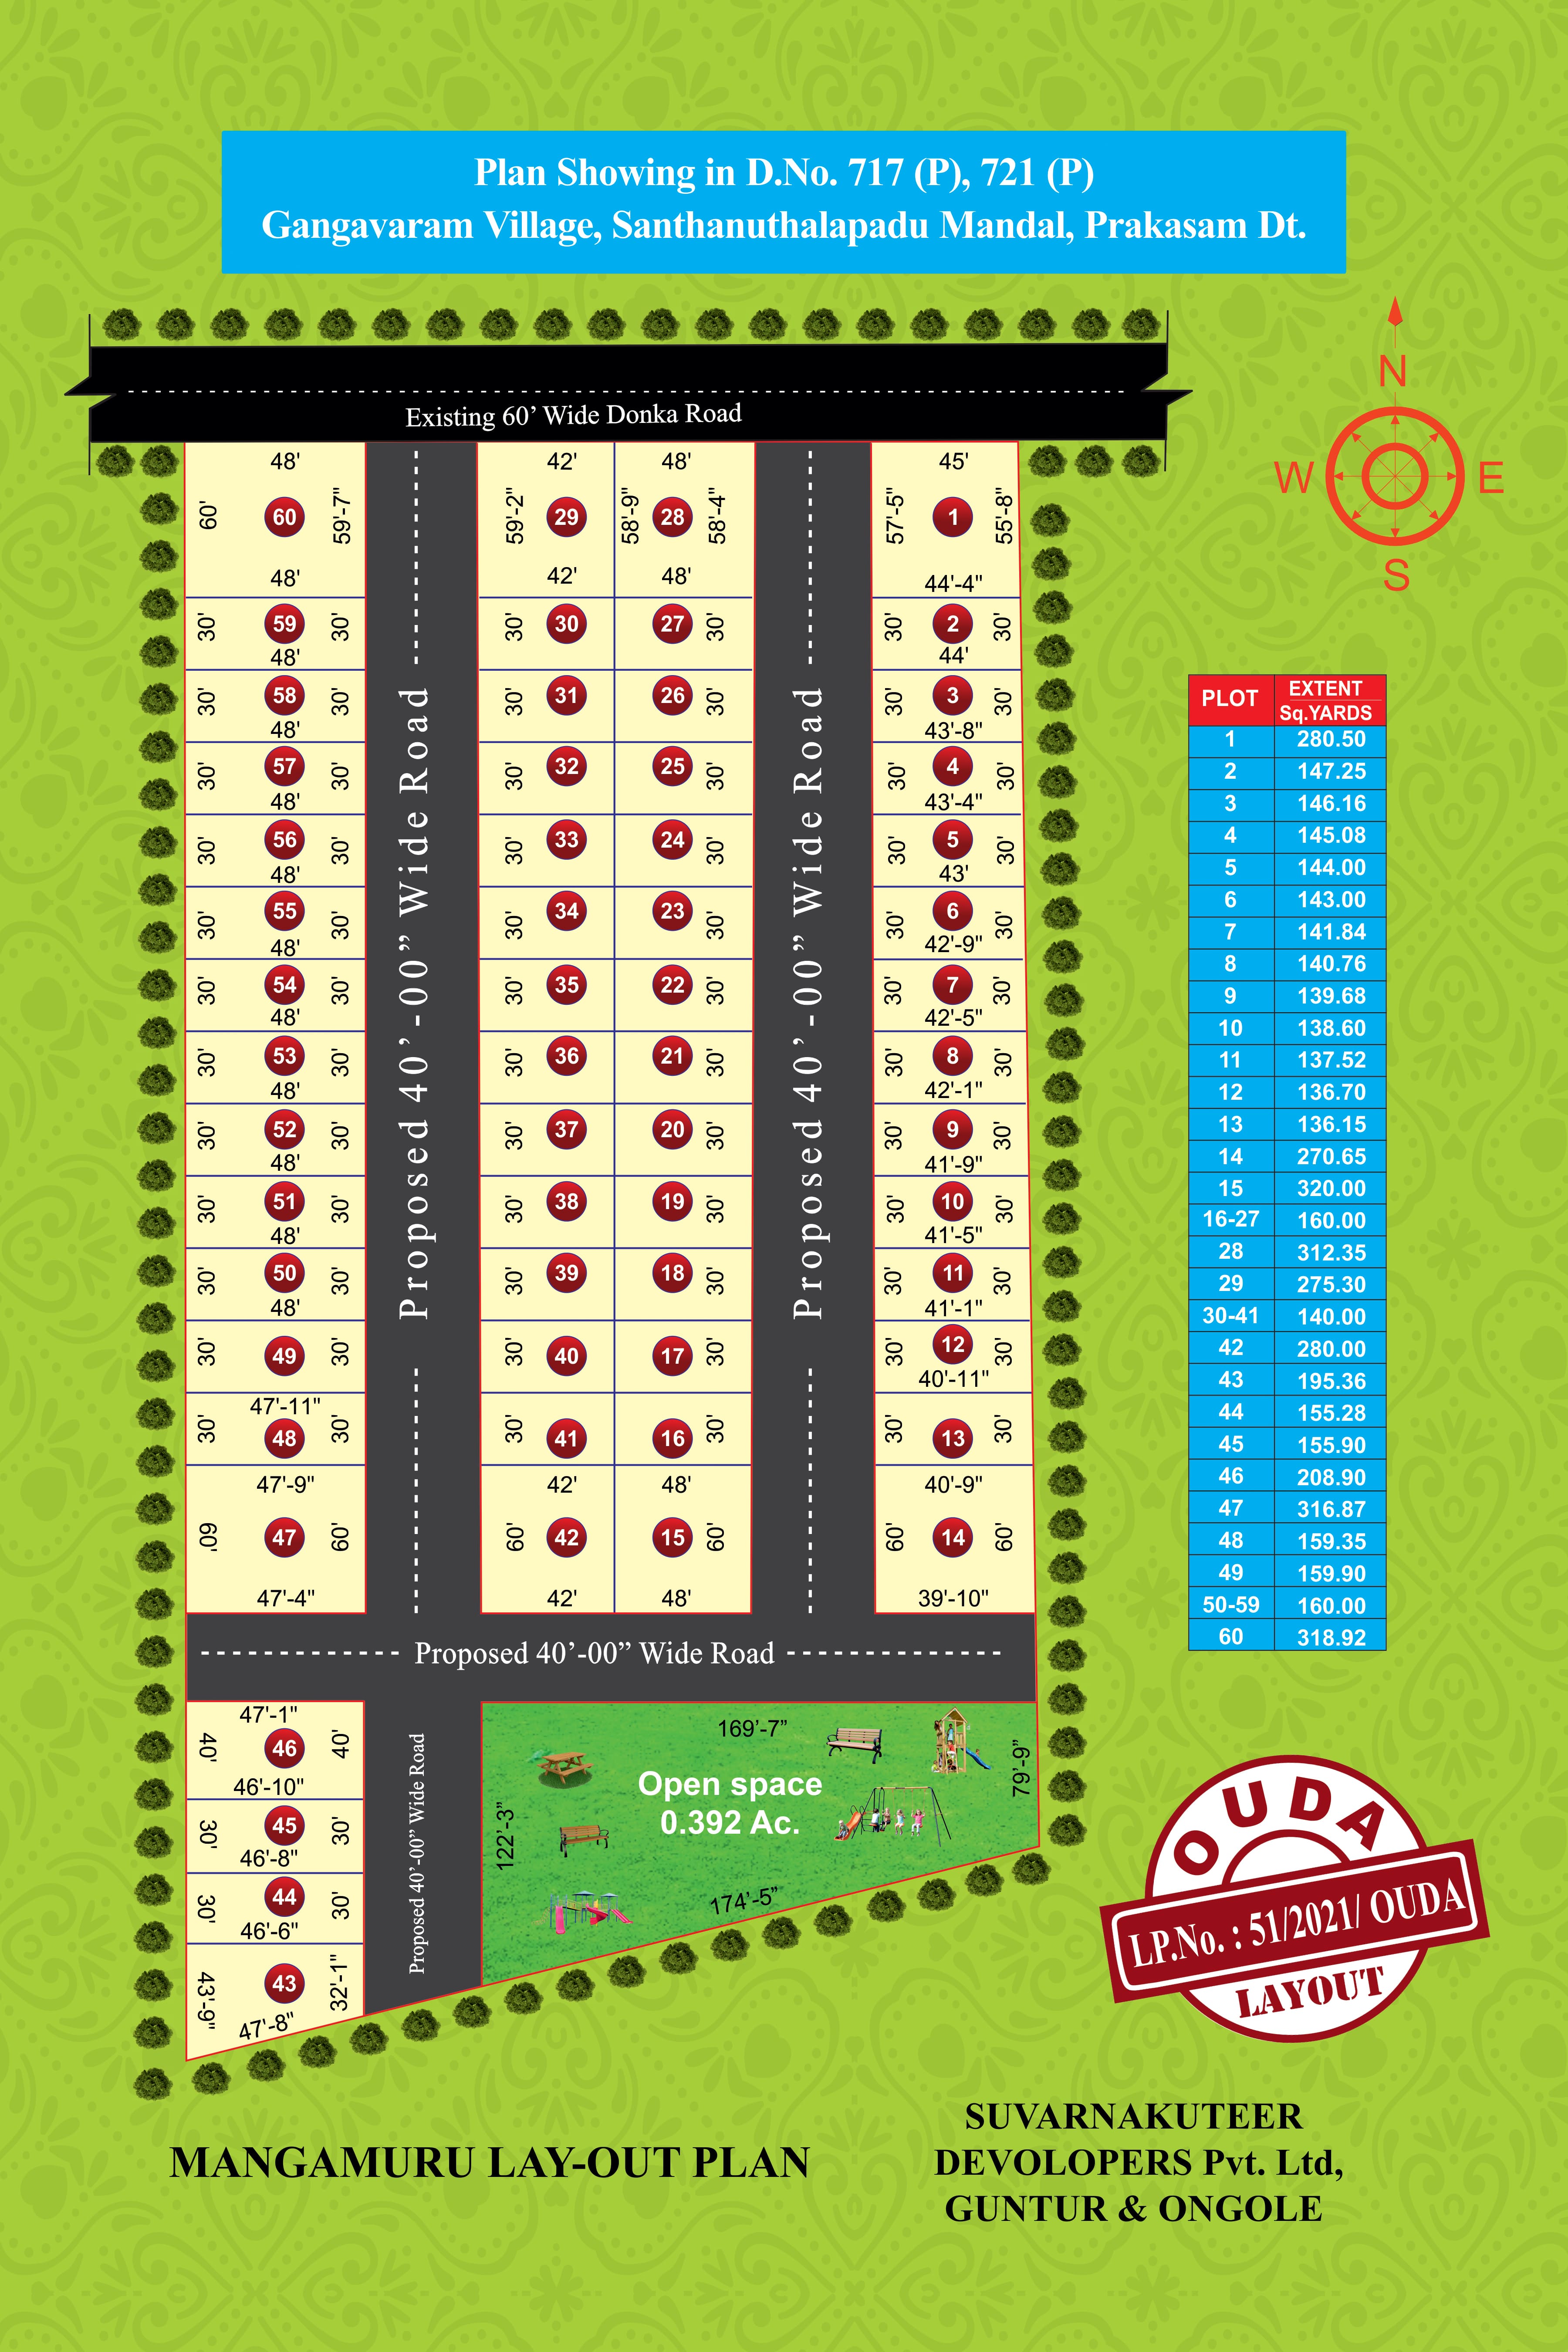 Plan Showing in D.No. 717 (P), 721 (P)
Gangavaram Village, Santhanuthalapadu Mandal, Prakasam Dt.
Existing 60’ Wide Donka Road
N
W E
S
48' 42' 48' 45'
60' 60 59'-7" 59'-2" 29 58'-9" 28 58'-4" 57'-5" 1 55'-8"
48' 42' 48' 44'-4"
30' 59 30' 30' 30 27 30' 30' 2 30'
48' 44'
30' 58 30' 30' 31 26 30' 30' 3 30'
48' 43'-8"
30' 57 30' 30' 32 25 30' 30' 4 30'
48' 43'-4"
30' 56 30' 30' 33 24 30' 30' 5 30'
48' 43'
30' 55 30' 30' 34 23 30' 30' 6 30'
48' 42'-9"
30' 54 30' 30' 35 22 30' 30' 7 30'
48' 42'-5"
30' 53 30' 30' 36 21 30' 30' 8 30'
48' 42'-1"
30' 52 30' 30' 37 20 30' 30' 9 30'
48' 41'-9"
30' 51 30' 30' 38 19 30' 30' 10 30'
48' 41'-5"
30' 50 30' 30' 39 18 30' 30' 11 30'
48' 41'-1"
30' 49 30' 30' 40 17 30' 30' 12 30'
40'-11"
47'-11"
30' 48 30' 30' 41 16 30' 30' 13 30'
47'-9" 42' 48' 40'-9"
60' 47 60' 60' 42 15 60' 60' 14 60'
47'-4" 42' 48' 39'-10"
Proposed 40’-00” Wide Road
Proposed 40’-00” Wide Road
Proposed 40’-00” Wide Road
47'-1"
40' 46 40'
46'-10"
30' 45 30'
46'-8"
30' 44 30'
46'-6"
43'-9" 43 32'-1"
47'-8"
Proposed 40’-00” Wide Road
169’-7”
Open space
0.392 Ac.
79’-9”
122’-3”
174’-5”
PLOT EXTENT
Sq.YARDS
1 280.50
2 147.25
3 146.16
4 145.08
5 144.00
6 143.00
7 141.84
8 140.76
9 139.68
10 138.60
11 137.52
12 136.70
13 136.15
14 270.65
15 320.00
16-27 160.00
28 312.35
29 275.30
30-41 140.00
42 280.00
43 195.36
44 155.28
45 155.90
46 208.90
47 316.87
48 159.35
49 159.90
50-59 160.00
60 318.92
OUDA
LP.No. : 51/2021/ OUDA
LAYOUT
MANGAMURU LAY-OUT PLAN
SUVARNAKUTEER
DEVOLOPERS Pvt. Ltd,
GUNTUR & ONGOLE